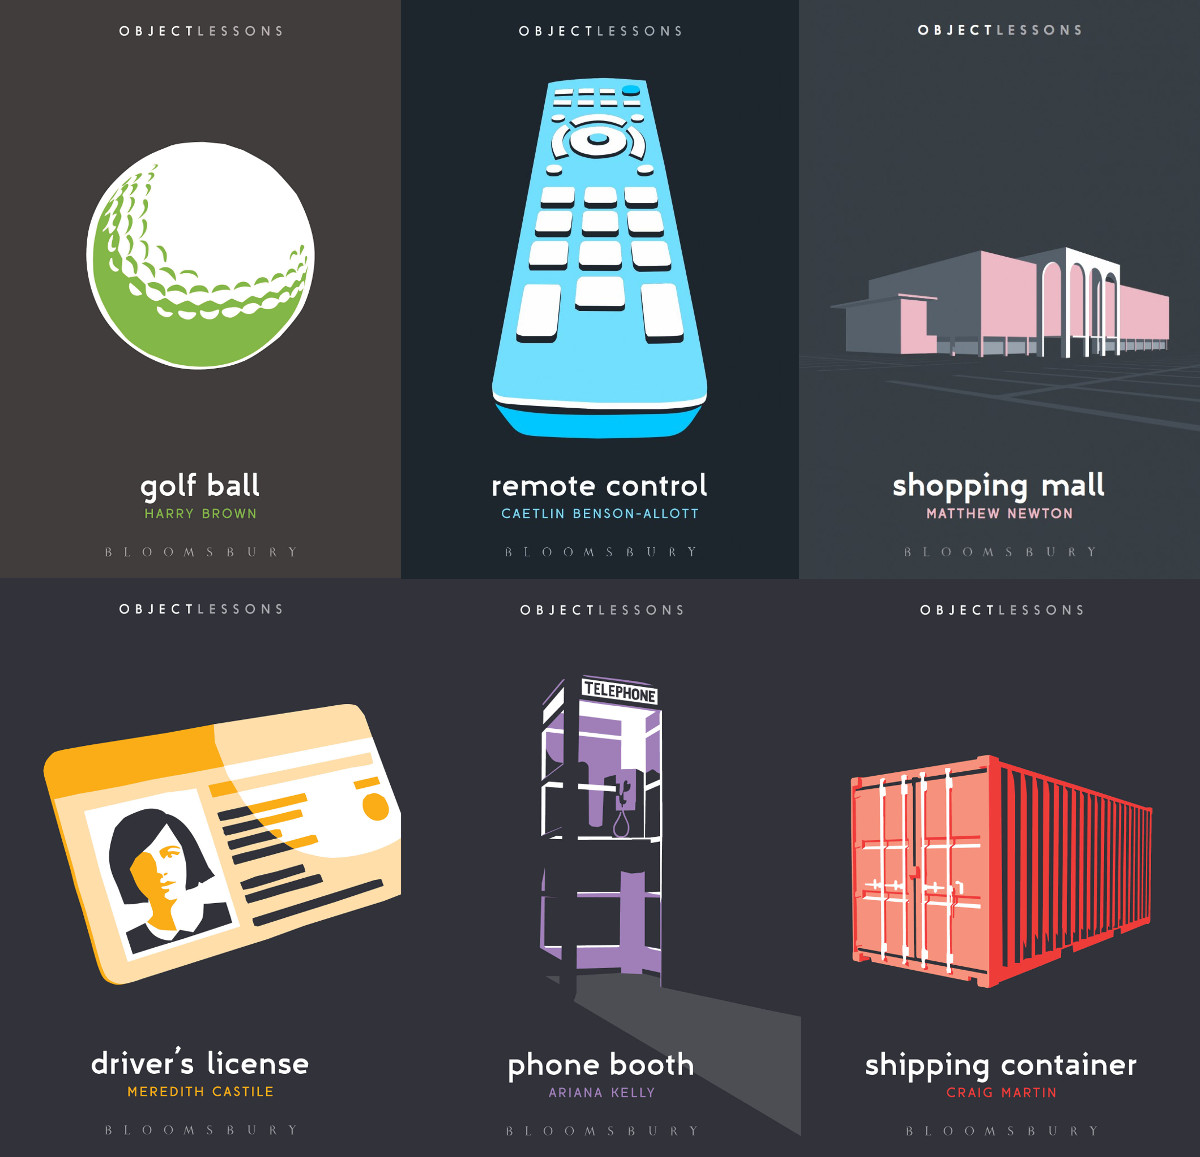 OBJECTLESSONS
golf ball
HARRY BROWN
BLOOMSBURY
OBJECTLESSONS
remote control
CAETLIN BENSON-ALLOTT
BLOOMSBURY
OBJECTLESSONS
shopping mall
MATTHEW NEWTON
BLOOMSBURY
OBJECTLESSONS
driver's license
MEREDITH CASTILE
BLOOMSBURY
OBJECTLESSONS
TELEPHONE
phone booth
ARIANA KELLY
BLOOMSBURY
OBJECTLESSONS
shipping container
CRAIG MARTIN
BLOOMSBURY